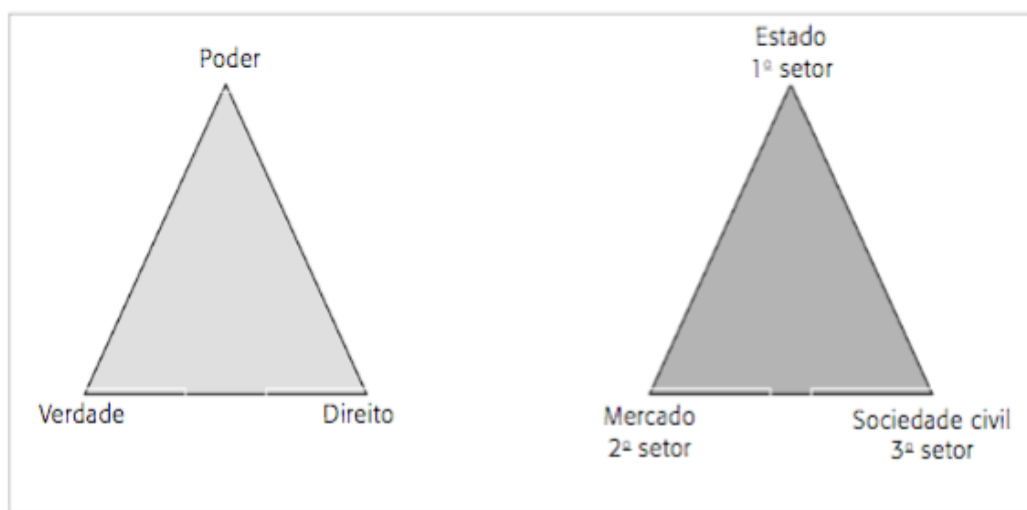 Poder
Estado
1º setor
Verdade
Direito
Mercado
2º setor
Sociedade civil
3º setor